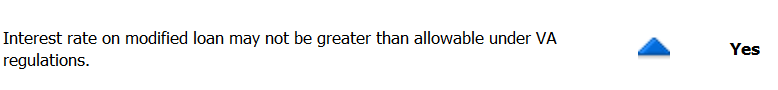 Interest rate on modified loan may not be greater than allowable under VA
regulations.
Yes